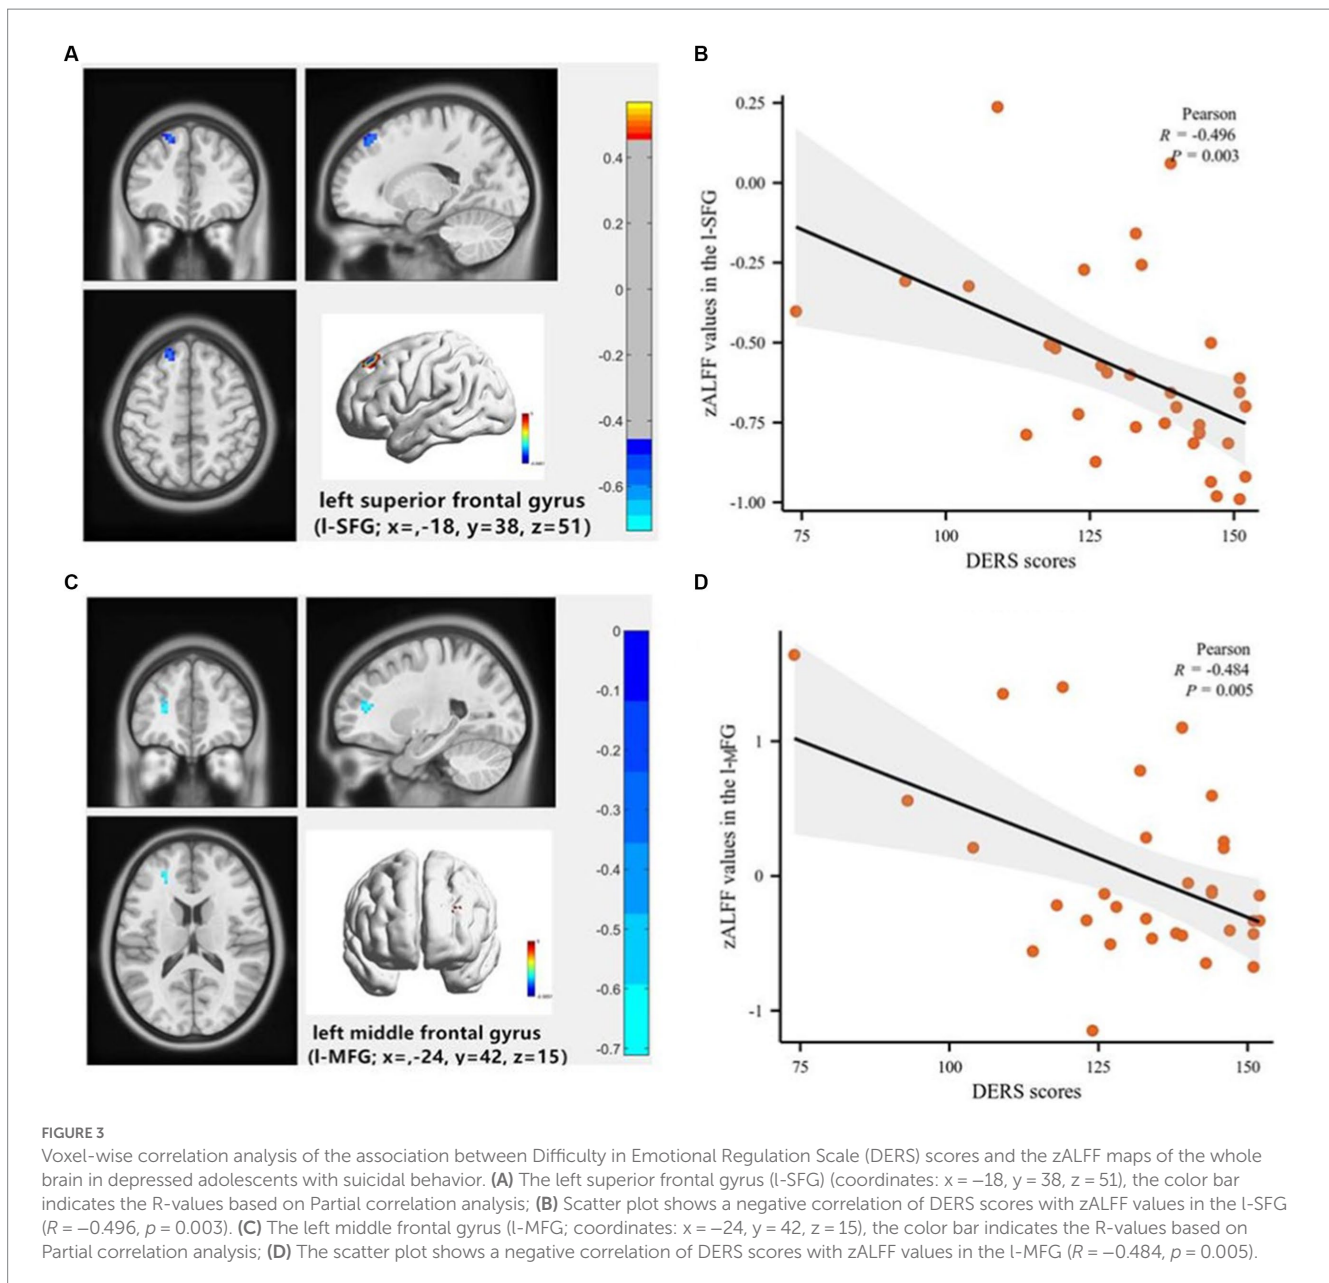 A
0.4
0.2
0
-0.2
-0.4
-0.6
left superior frontal gyrus
(l-SFG; x=,-18, y=38, z=51)
B
Pearson
R = -0.496
P = 0.003
zALFF values in the l-SFG
0.25
0.00
-0.25
-0.50
-0.75
-1.00
75 100 125 150
DERS scores
C
0
-0.1
-0.2
-0.3
-0.4
-0.5
-0.6
-0.7
left middle frontal gyrus
(l-MFG; x=,-24, y=42, z=15)
D
Pearson
R = -0.484
P = 0.005
zALFF values in the l-MFG
1
0
-1
75 100 125 150
DERS scores
FIGURE 3
Voxel-wise correlation analysis of the association between Difficulty in Emotional Regulation Scale (DERS) scores and the zALFF maps of the whole
brain in depressed adolescents with suicidal behavior. (A) The left superior frontal gyrus (l-SFG) (coordinates: x = −18, y = 38, z = 51), the color bar
indicates the R-values based on Partial correlation analysis; (B) Scatter plot shows a negative correlation of DERS scores with zALFF values in the l-SFG
(R = −0.496, p = 0.003). (C) The left middle frontal gyrus (l-MFG; coordinates: x = −24, y = 42, z = 15), the color bar indicates the R-values based on
Partial correlation analysis; (D) The scatter plot shows a negative correlation of DERS scores with zALFF values in the l-MFG (R = −0.484, p = 0.005).